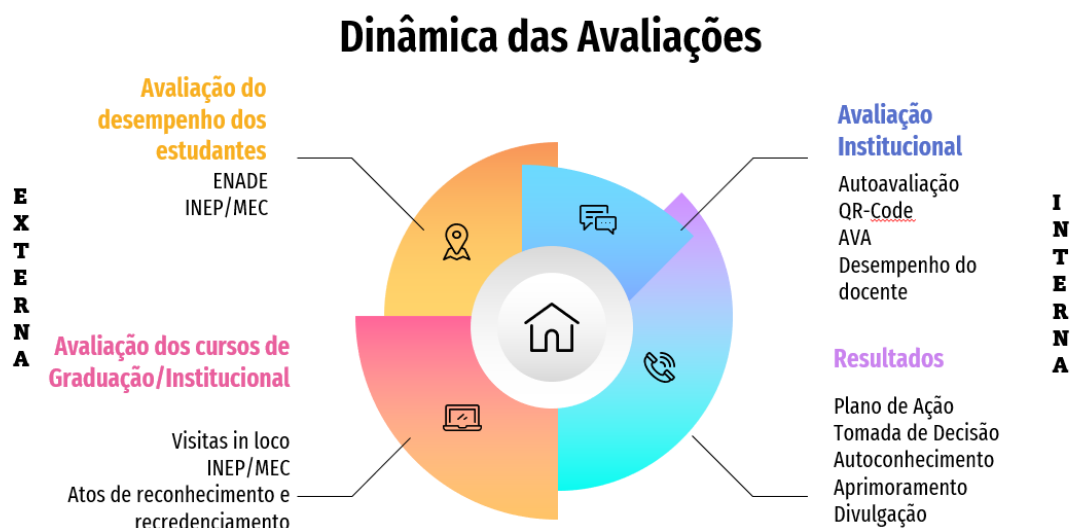 Dinâmica das Avaliações
EXTERNA
Avaliação do
desempenho dos
estudantes
ENADE
INEP/MEC
Avaliação dos cursos de
Graduação/Institucional
Visitas in loco
INEP/MEC
Atos de reconhecimento e
recredenciamento
Avaliação
Institucional
Autoavaliação
QR-Code
AVA
Desempenho do
docente
Resultados
Plano de Ação
Tomada de Decisão
Autoconhecimento
Aprimoramento
Divulgação
INTERNA